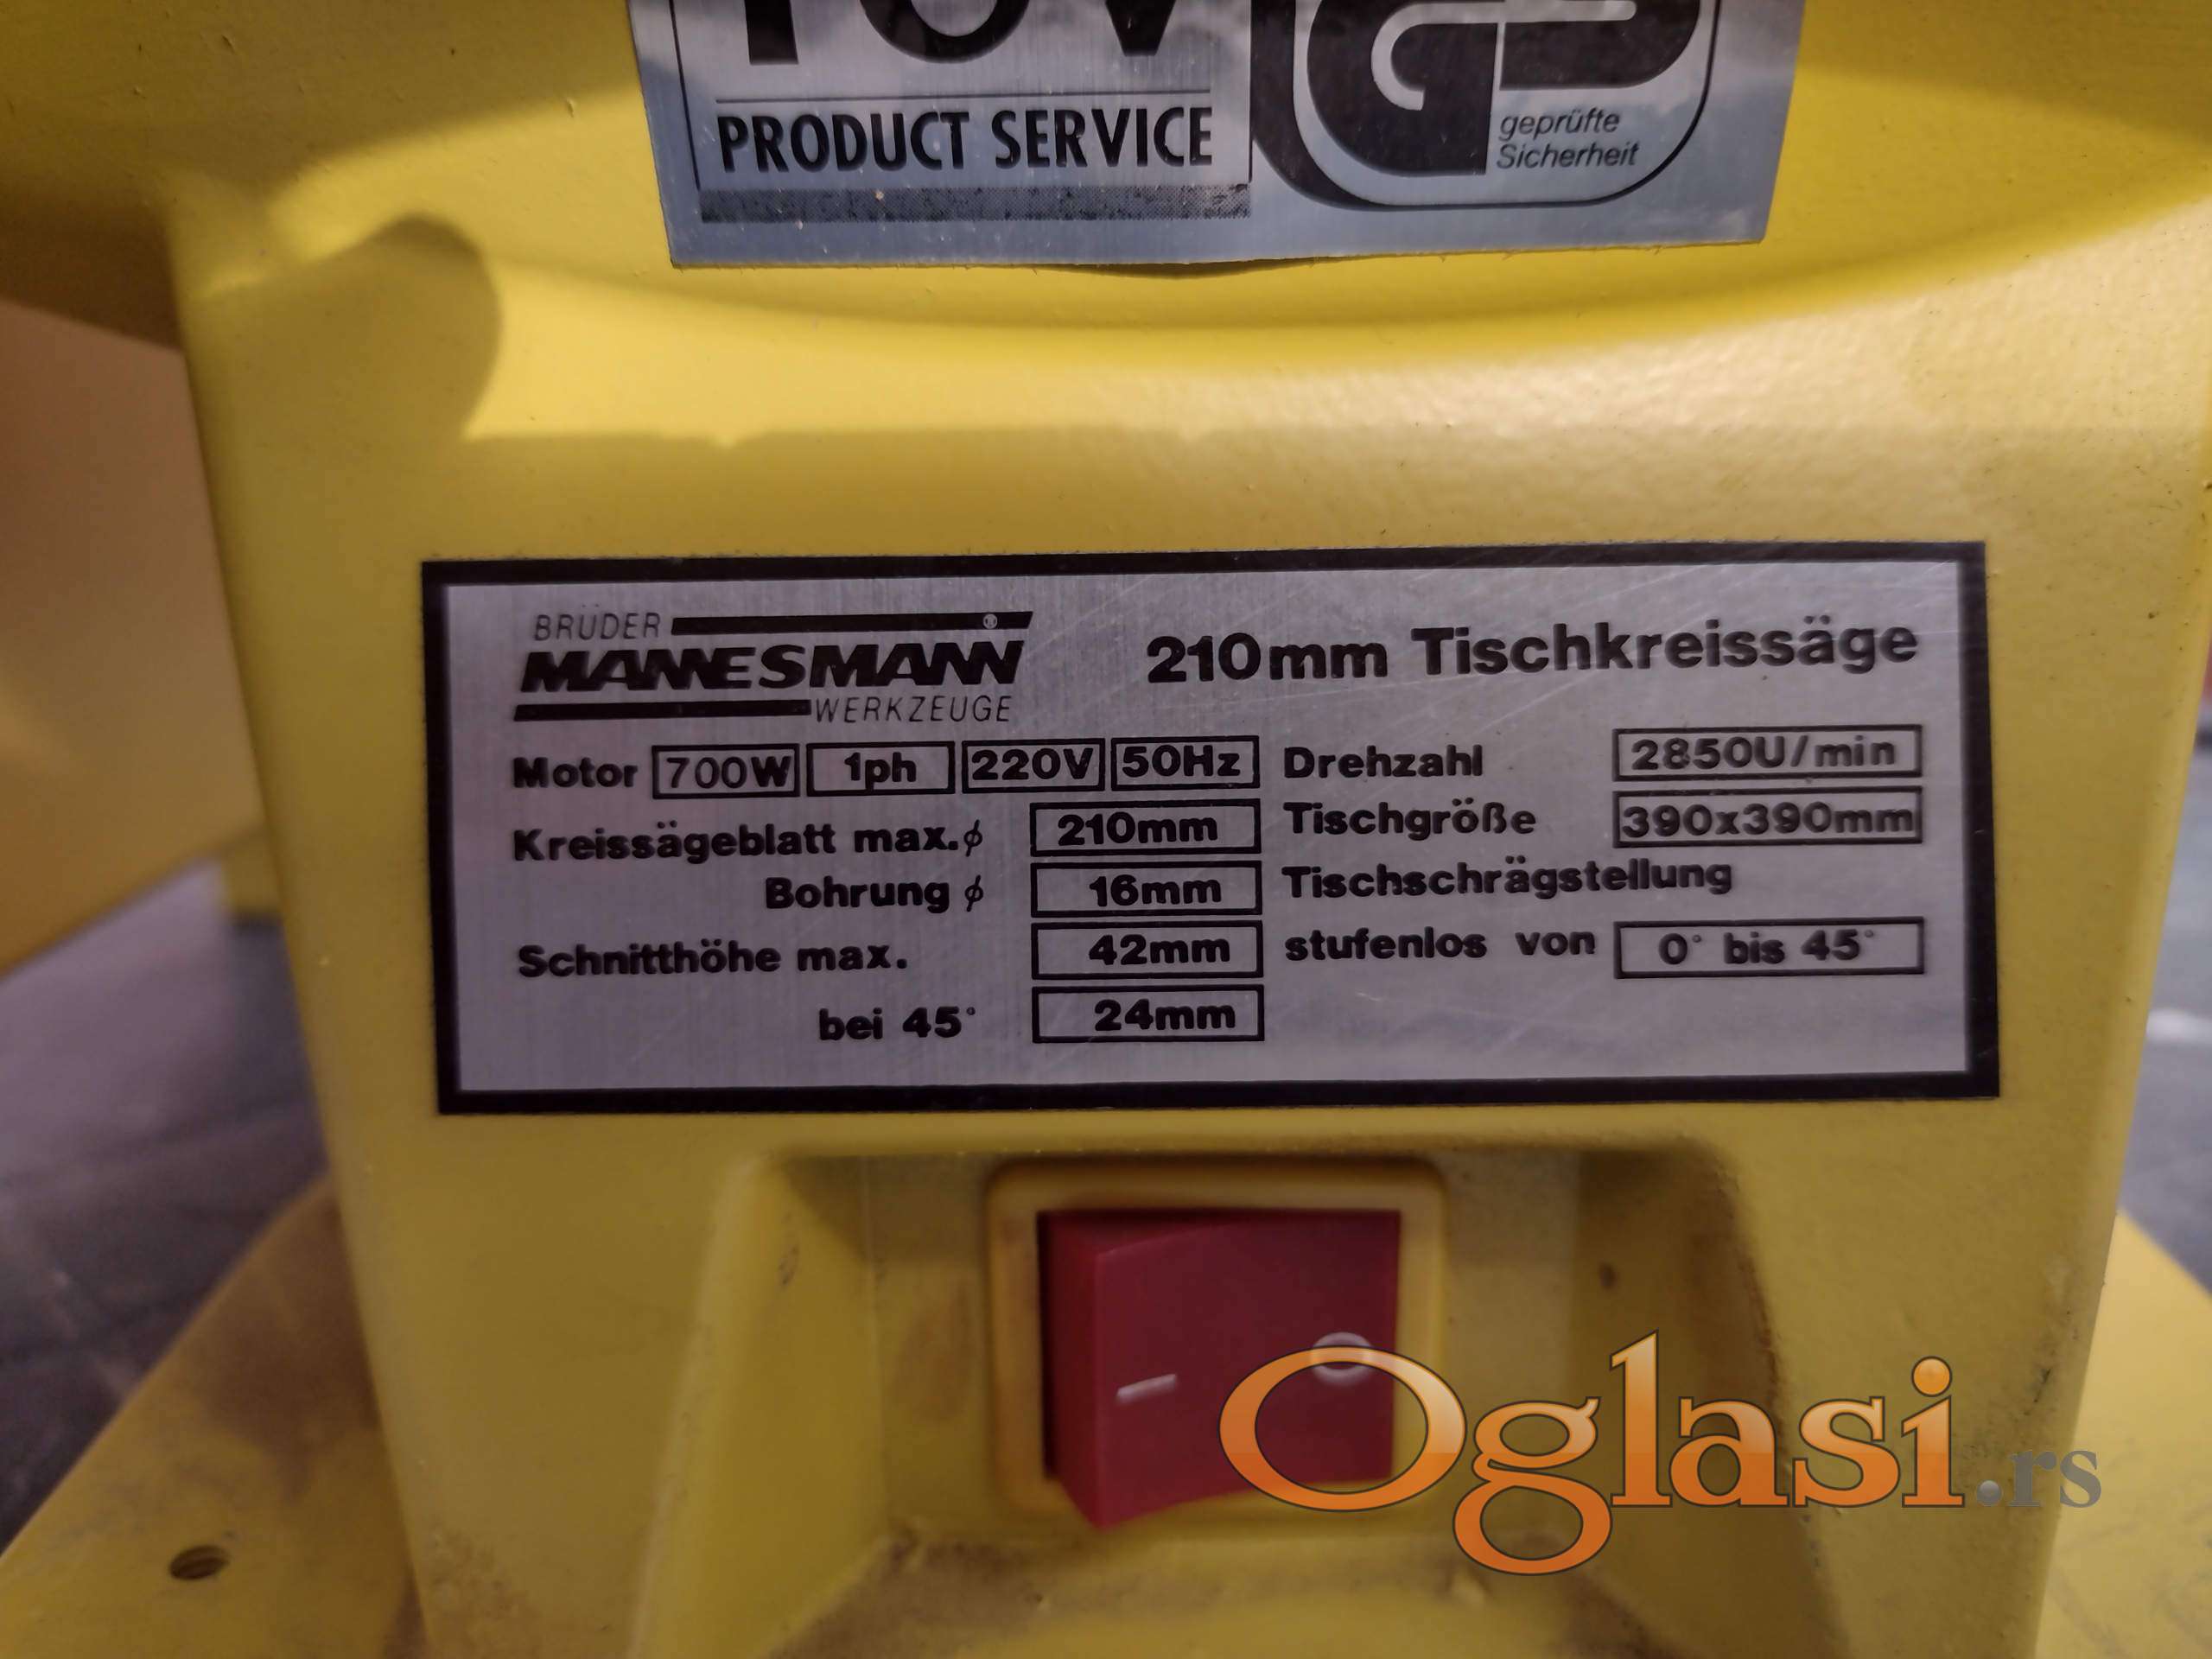 TÜV
PRODUCT SERVICE
geprüfte
Sicherheit
BRÜDER
MANNESMANN ®
WERKZEUGE
210mm Tischkreissäge
Motor 700W 1ph 220V 50Hz
Kreissägeblatt max.ϕ 210mm
Bohrung ϕ 16mm
Schnitthöhe max. 42mm
bei 45° 24mm
Drehzahl 2850U/min
Tischgröße 390x390mm
Tischschrägstellung
stufenlos von 0° bis 45°
Oglasi.rs